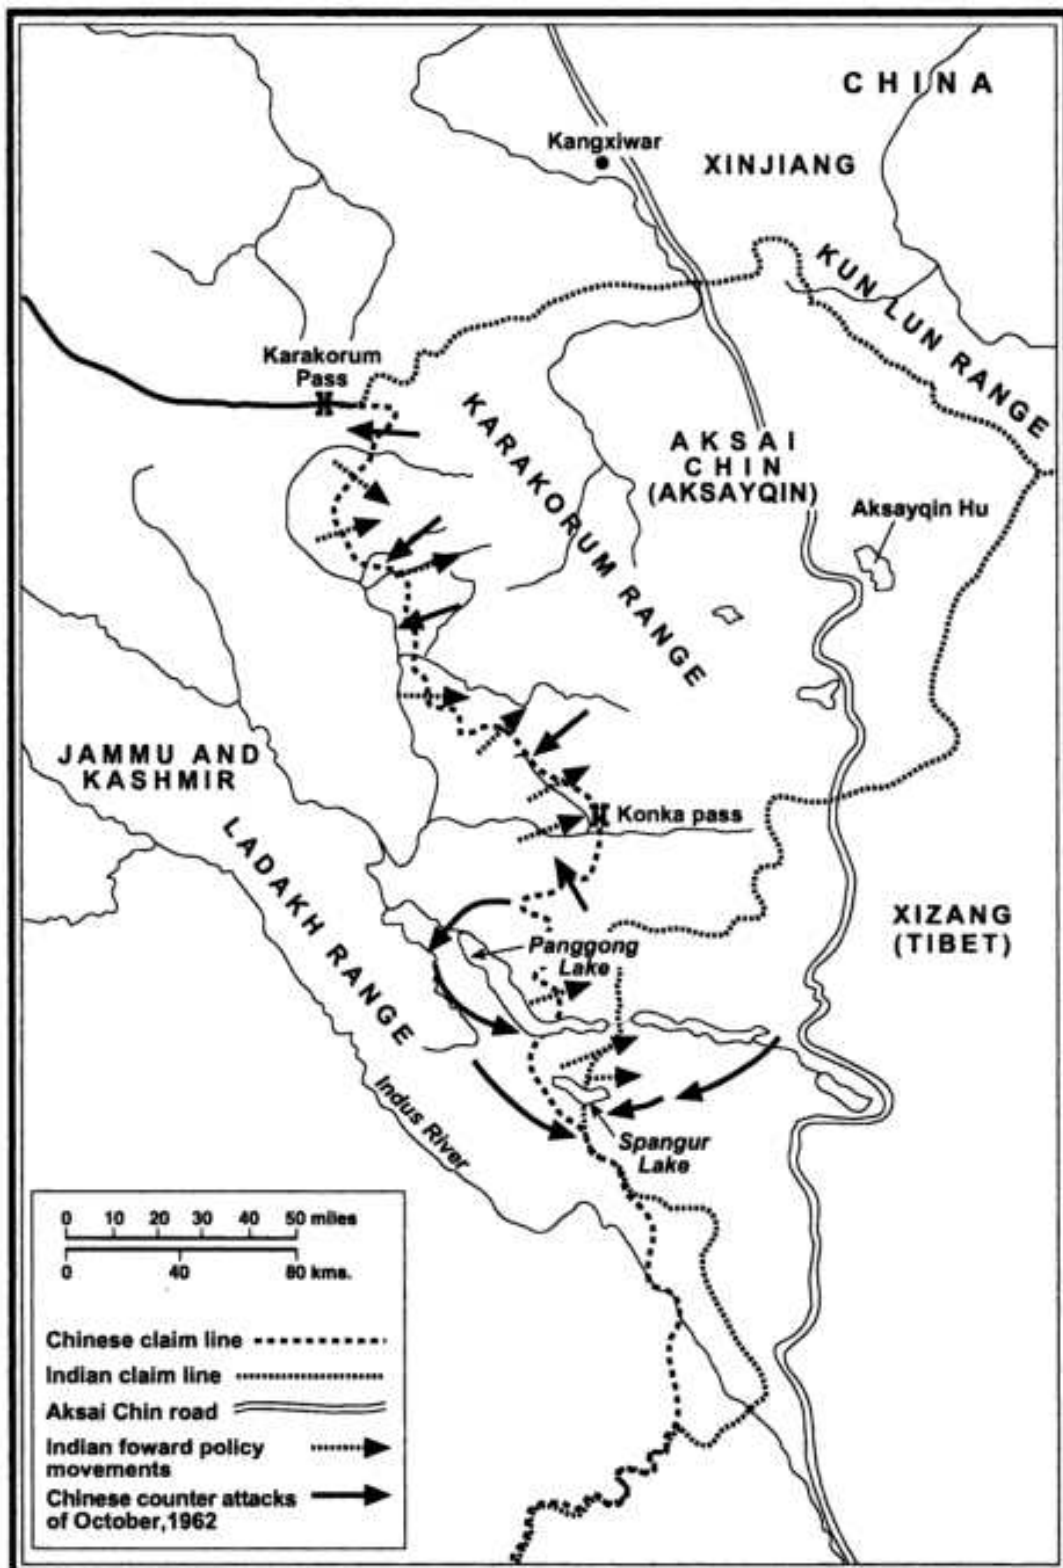 CHINA
Kangxiwar
XINJIANG
KUN LUN RANGE
Karakorum
Pass
KARAKORUM RANGE
AKSAI
CHIN
(AKSAYQIN)
Aksayqin Hu
JAMMU AND
KASHMIR
Konka pass
LADAKH RANGE
XIZANG
(TIBET)
Panggong
Lake
Indus River
Spangur
Lake
0 10 20 30 40 50 miles
0 40 80 kms.
Chinese claim line
Indian claim line
Aksai Chin road
Indian foward policy
movements
Chinese counter attacks
of October,1962